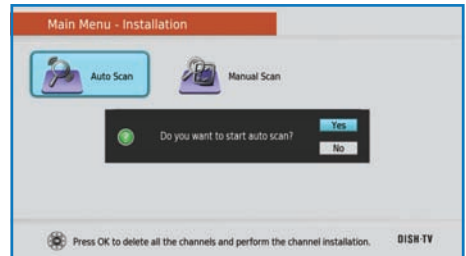 Main Menu - Installation
Auto Scan
Manual Scan
Do you want to start auto scan?
Yes
No
Press OK to delete all the channels and perform the channel installation.
DISH·TV